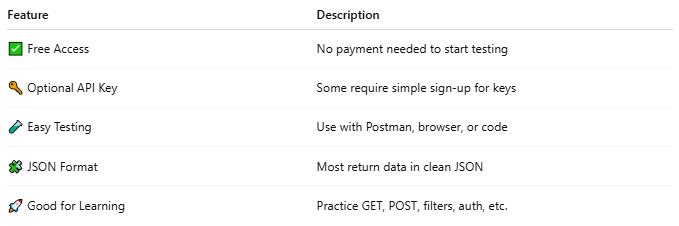 Feature Description
✅ Free Access No payment needed to start testing
🔑 Optional API Key Some require simple sign-up for keys
🧪 Easy Testing Use with Postman, browser, or code
🧩 JSON Format Most return data in clean JSON
🚀 Good for Learning Practice GET, POST, filters, auth, etc.